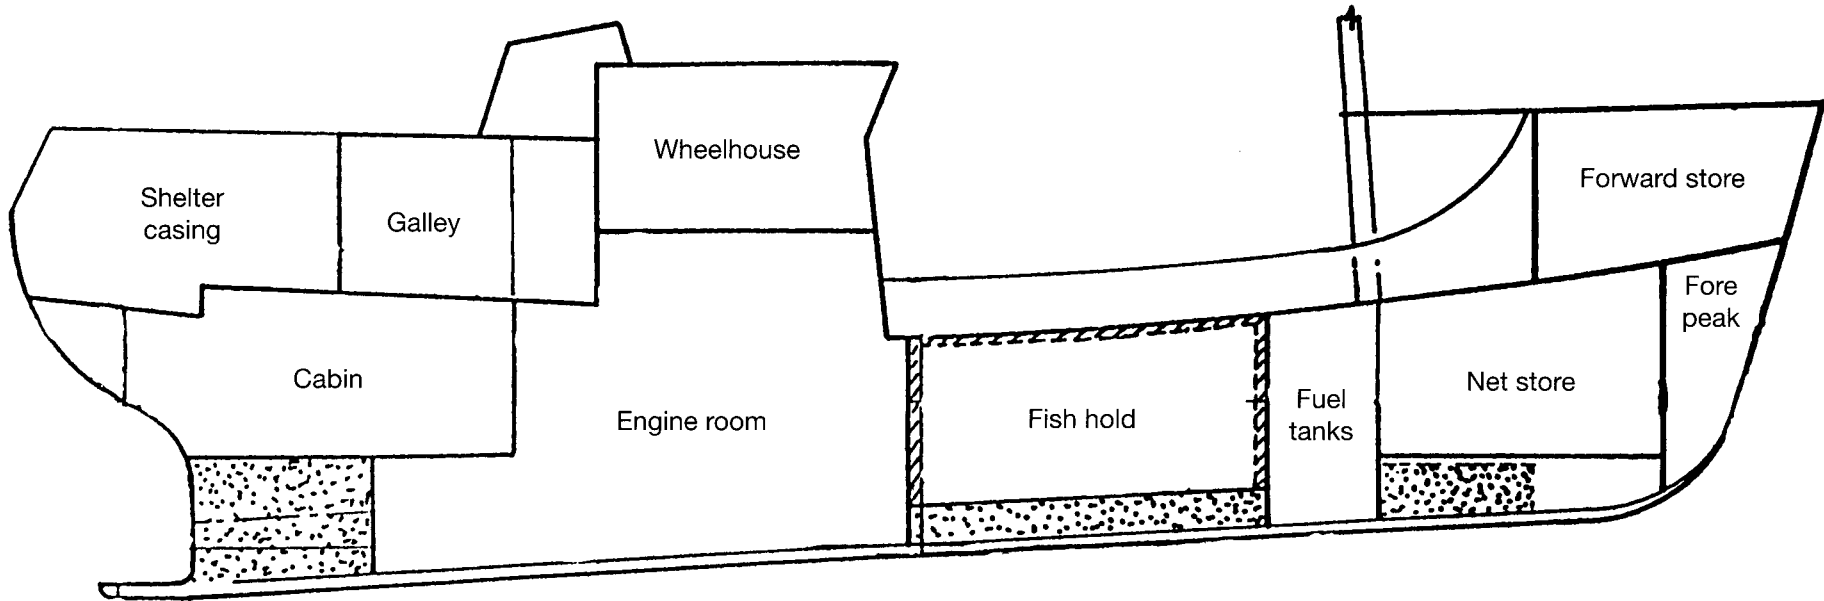 Wheelhouse
Shelter
casing
Galley
Forward store
Fore
peak
Cabin
Engine room
Fish hold
Fuel
tanks
Net store